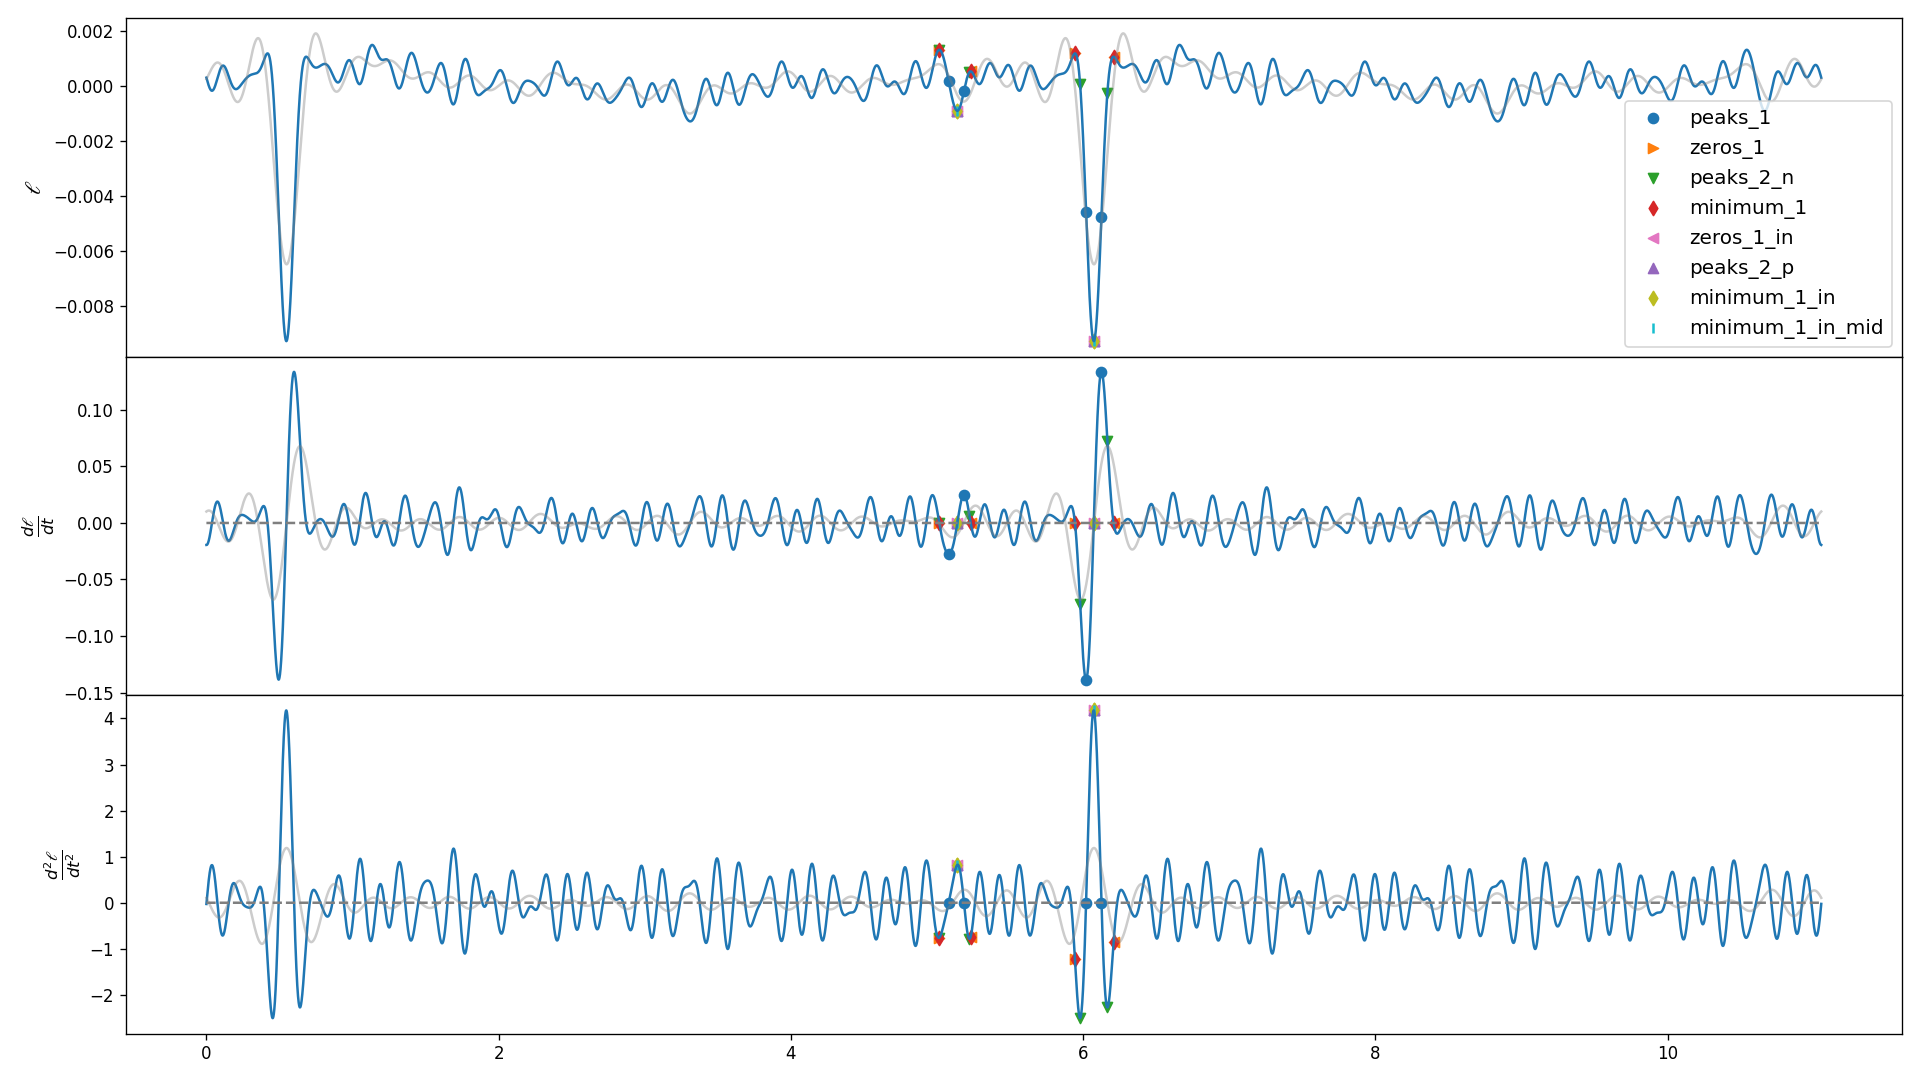 0.002
0.000
−0.002
−0.004
−0.006
−0.008
ℓ
peaks_1
zeros_1
peaks_2_n
minimum_1
zeros_1_in
peaks_2_p
minimum_1_in
minimum_1_in_mid
0.10
0.05
0.00
−0.05
−0.10
−0.15
dℓ
dt
4
3
2
1
0
−1
−2
d²ℓ
dt²
0 2 4 6 8 10